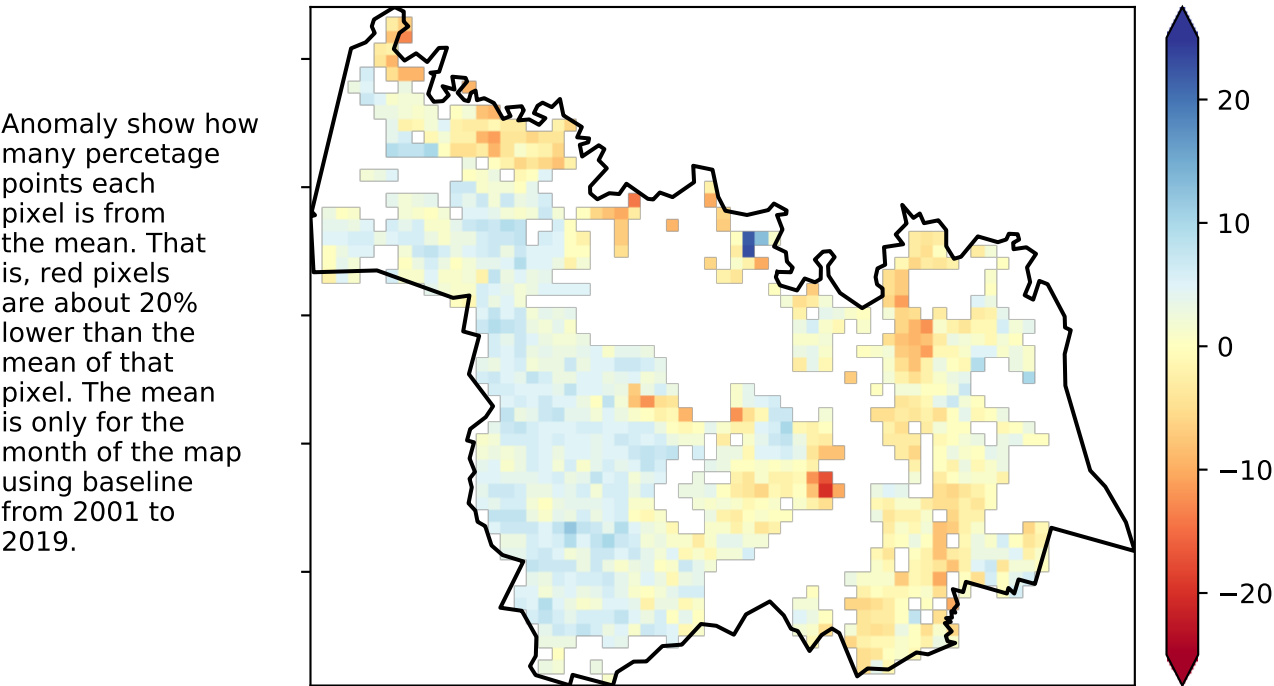 Anomaly show how
many percetage
points each
pixel is from
the mean. That
is, red pixels
are about 20%
lower than the
mean of that
pixel. The mean
is only for the
month of the map
using baseline
from 2001 to
2019.
20
10
0
−10
−20